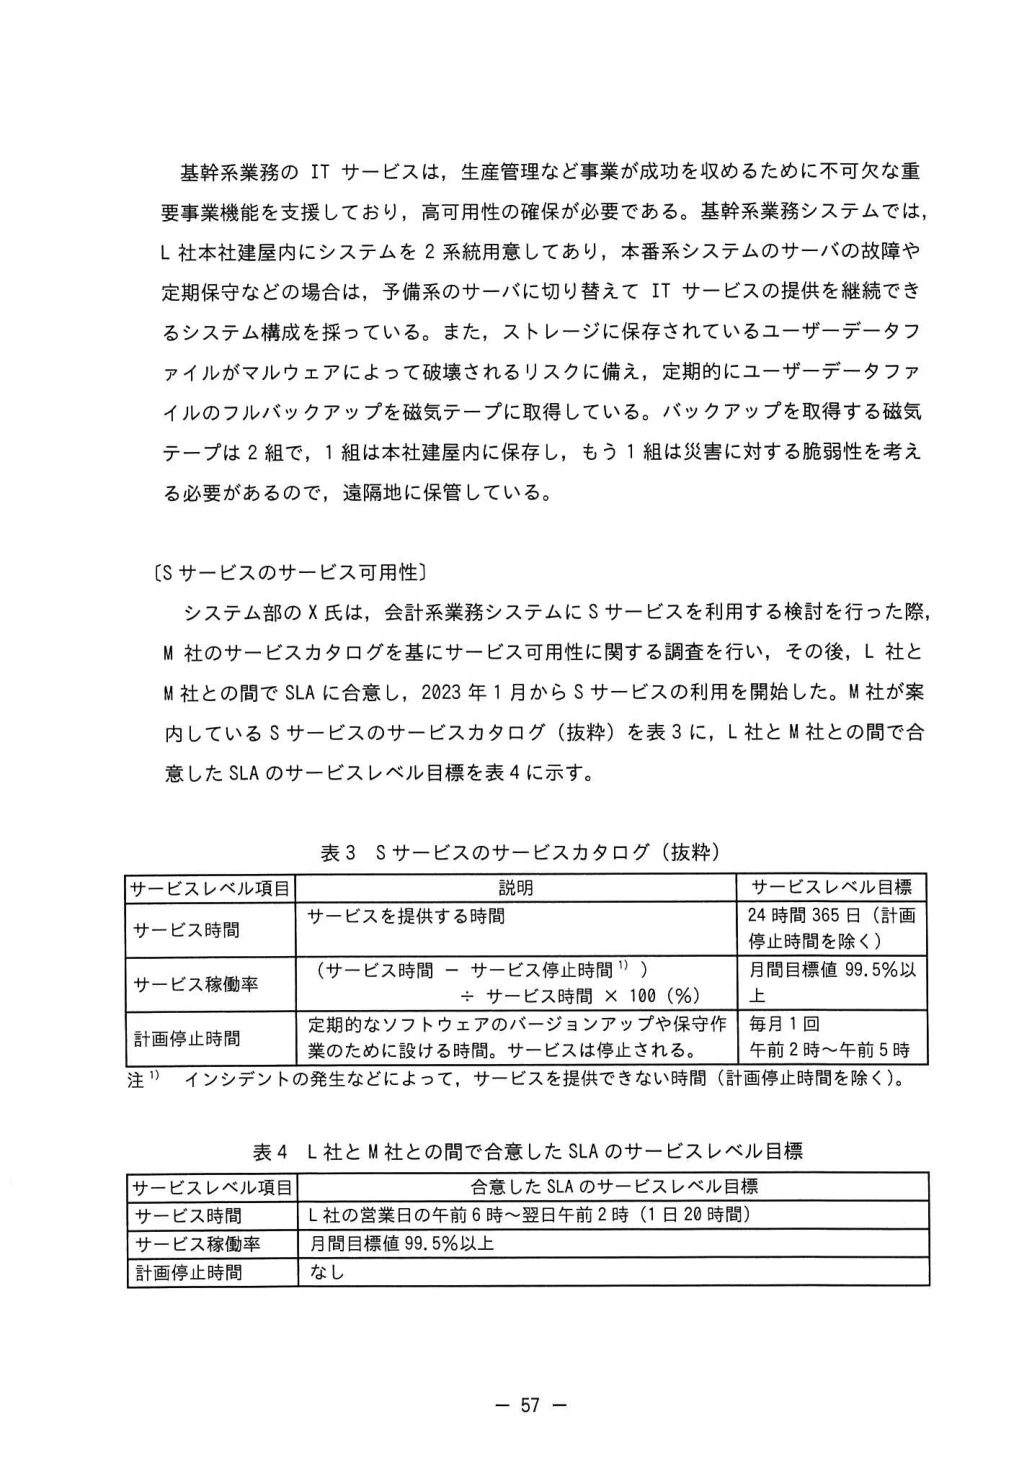 基幹系業務の IT サービスは，生産管理など事業が成功を収めるために不可欠な重
要事業機能を支援しており，高可用性の確保が必要である。基幹系業務システムでは，
L 社本社建屋内にシステムを 2 系統用意してあり，本番系システムのサーバの故障や
定期保守などの場合は，予備系のサーバに切り替えて IT サービスの提供を継続でき
るシステム構成を採っている。また，ストレージに保存されているユーザーデータフ
ァイルがマルウェアによって破壊されるリスクに備え，定期的にユーザーデータファ
イルのフルバックアップを磁気テープに取得している。バックアップを取得する磁気
テープは 2 組で，1 組は本社建屋内に保存し，もう 1 組は災害に対する脆弱性を考え
る必要があるので，遠隔地に保管している。
〔S サービスのサービス可用性〕
システム部の X 氏は，会計系業務システムに S サービスを利用する検討を行った際，
M 社のサービスカタログを基にサービス可用性に関する調査を行い，その後，L 社と
M 社との間で SLA に合意し，2023 年 1 月から S サービスの利用を開始した。M 社が案
内している S サービスのサービスカタログ（抜粋）を表 3 に，L 社と M 社との間で合
意した SLA のサービスレベル目標を表 4 に示す。
表 3 S サービスのサービスカタログ（抜粋）
サービスレベル項目 説明 サービスレベル目標
サービス時間 サービスを提供する時間 24 時間 365 日（計画
停止時間を除く）
サービス稼働率 （サービス時間 － サービス停止時間 1) ）
÷ サービス時間 × 100（%） 月間目標値 99.5%以
上
計画停止時間 定期的なソフトウェアのバージョンアップや保守作
業のために設ける時間。サービスは停止される。 毎月 1 回
午前 2 時～午前 5 時
注 1) インシデントの発生などによって，サービスを提供できない時間（計画停止時間を除く）。
表 4 L 社と M 社との間で合意した SLA のサービスレベル目標
サービスレベル項目 合意した SLA のサービスレベル目標
サービス時間 L 社の営業日の午前 6 時～翌日午前 2 時（1 日 20 時間）
サービス稼働率 月間目標値 99.5%以上
計画停止時間 なし
－ 57 －